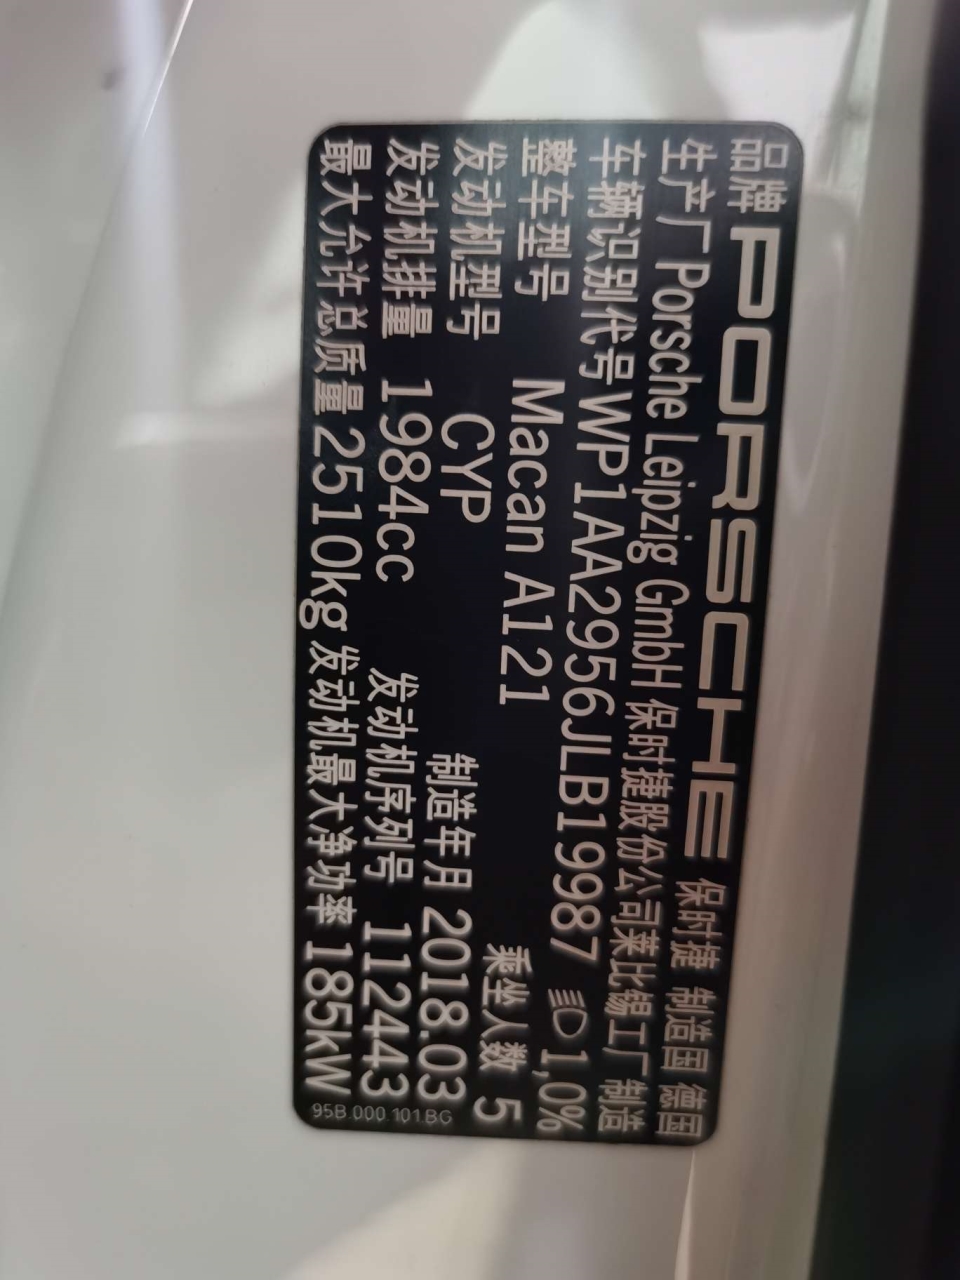 品牌 PORSCHE 保时捷 制造国 德国
生产厂 Porsche Leipzig GmbH 保时捷股份公司莱比锡工厂 制造
车辆识别代号 WP1AA2956JLB19987 1,0%
整车型号 Macan A121 乘坐人数 5
发动机型号 CYP 制造年月 2018.03
发动机排量 1984cc 发动机序列号 112443
最大允许总质量 2510kg 发动机最大净功率 185kW
95B.000.101.BG